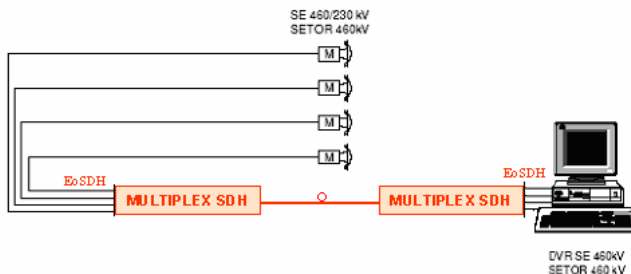 SE 460/230 kV
SETOR 460kV
M
M
M
M
EoSDH
EoSDH
MULTIPLEX SDH
MULTIPLEX SDH
DVR SE 460kV
SETOR 460 kV